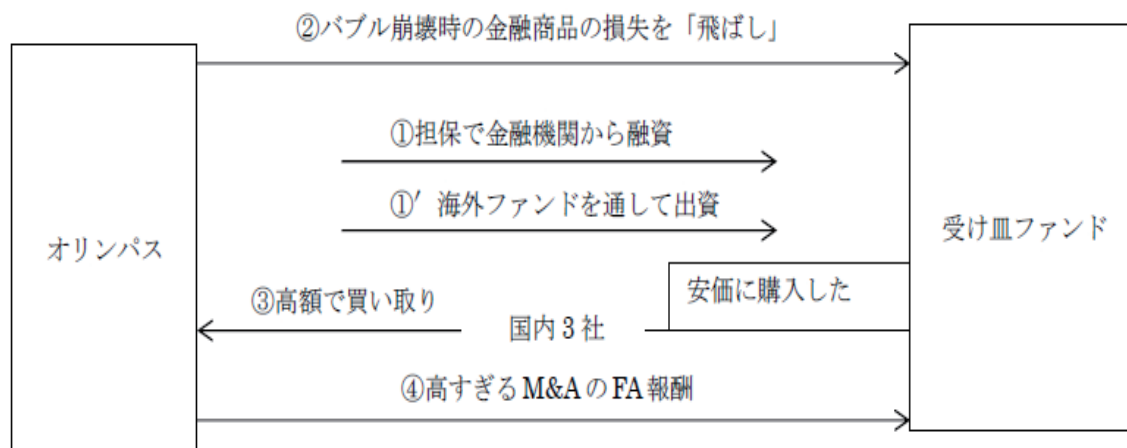 ②バブル崩壊時の金融商品の損失を「飛ばし」
①担保で金融機関から融資
①′海外ファンドを通して出資
オリンパス
受け皿ファンド
安価に購入した
③高額で買い取り
国内3社
④高すぎるM&AのFA報酬